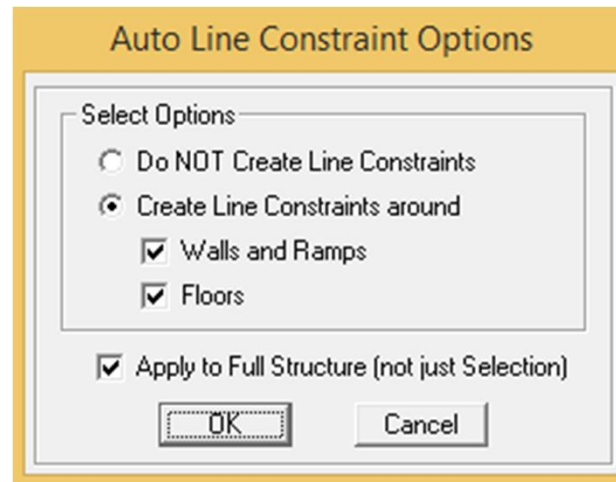 Auto Line Constraint Options
Select Options
Do NOT Create Line Constraints
Create Line Constraints around
Walls and Ramps
Floors
Apply to Full Structure (not just Selection)
OK Cancel